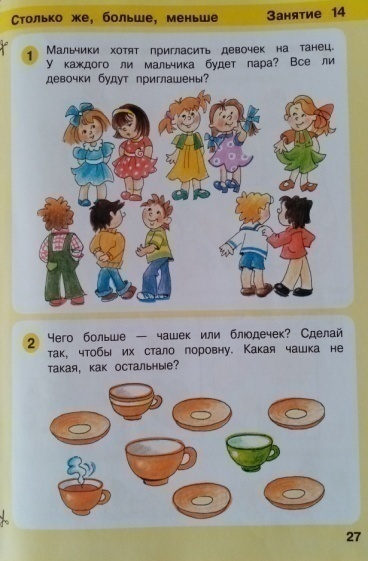 Столько же, больше, меньше Занятие 14
1 Мальчики хотят пригласить девочек на танец.
У каждого ли мальчика будет пара? Все ли
девочки будут приглашены?
2 Чего больше — чашек или блюдечек? Сделай
так, чтобы их стало поровну. Какая чашка не
такая, как остальные?
27